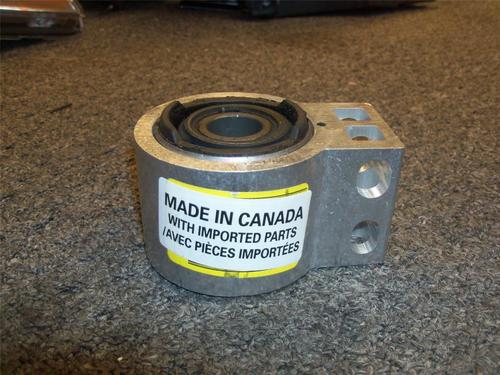 MADE IN CANADA
WITH IMPORTED PARTS
/AVEC PIÈCES IMPORTÉES